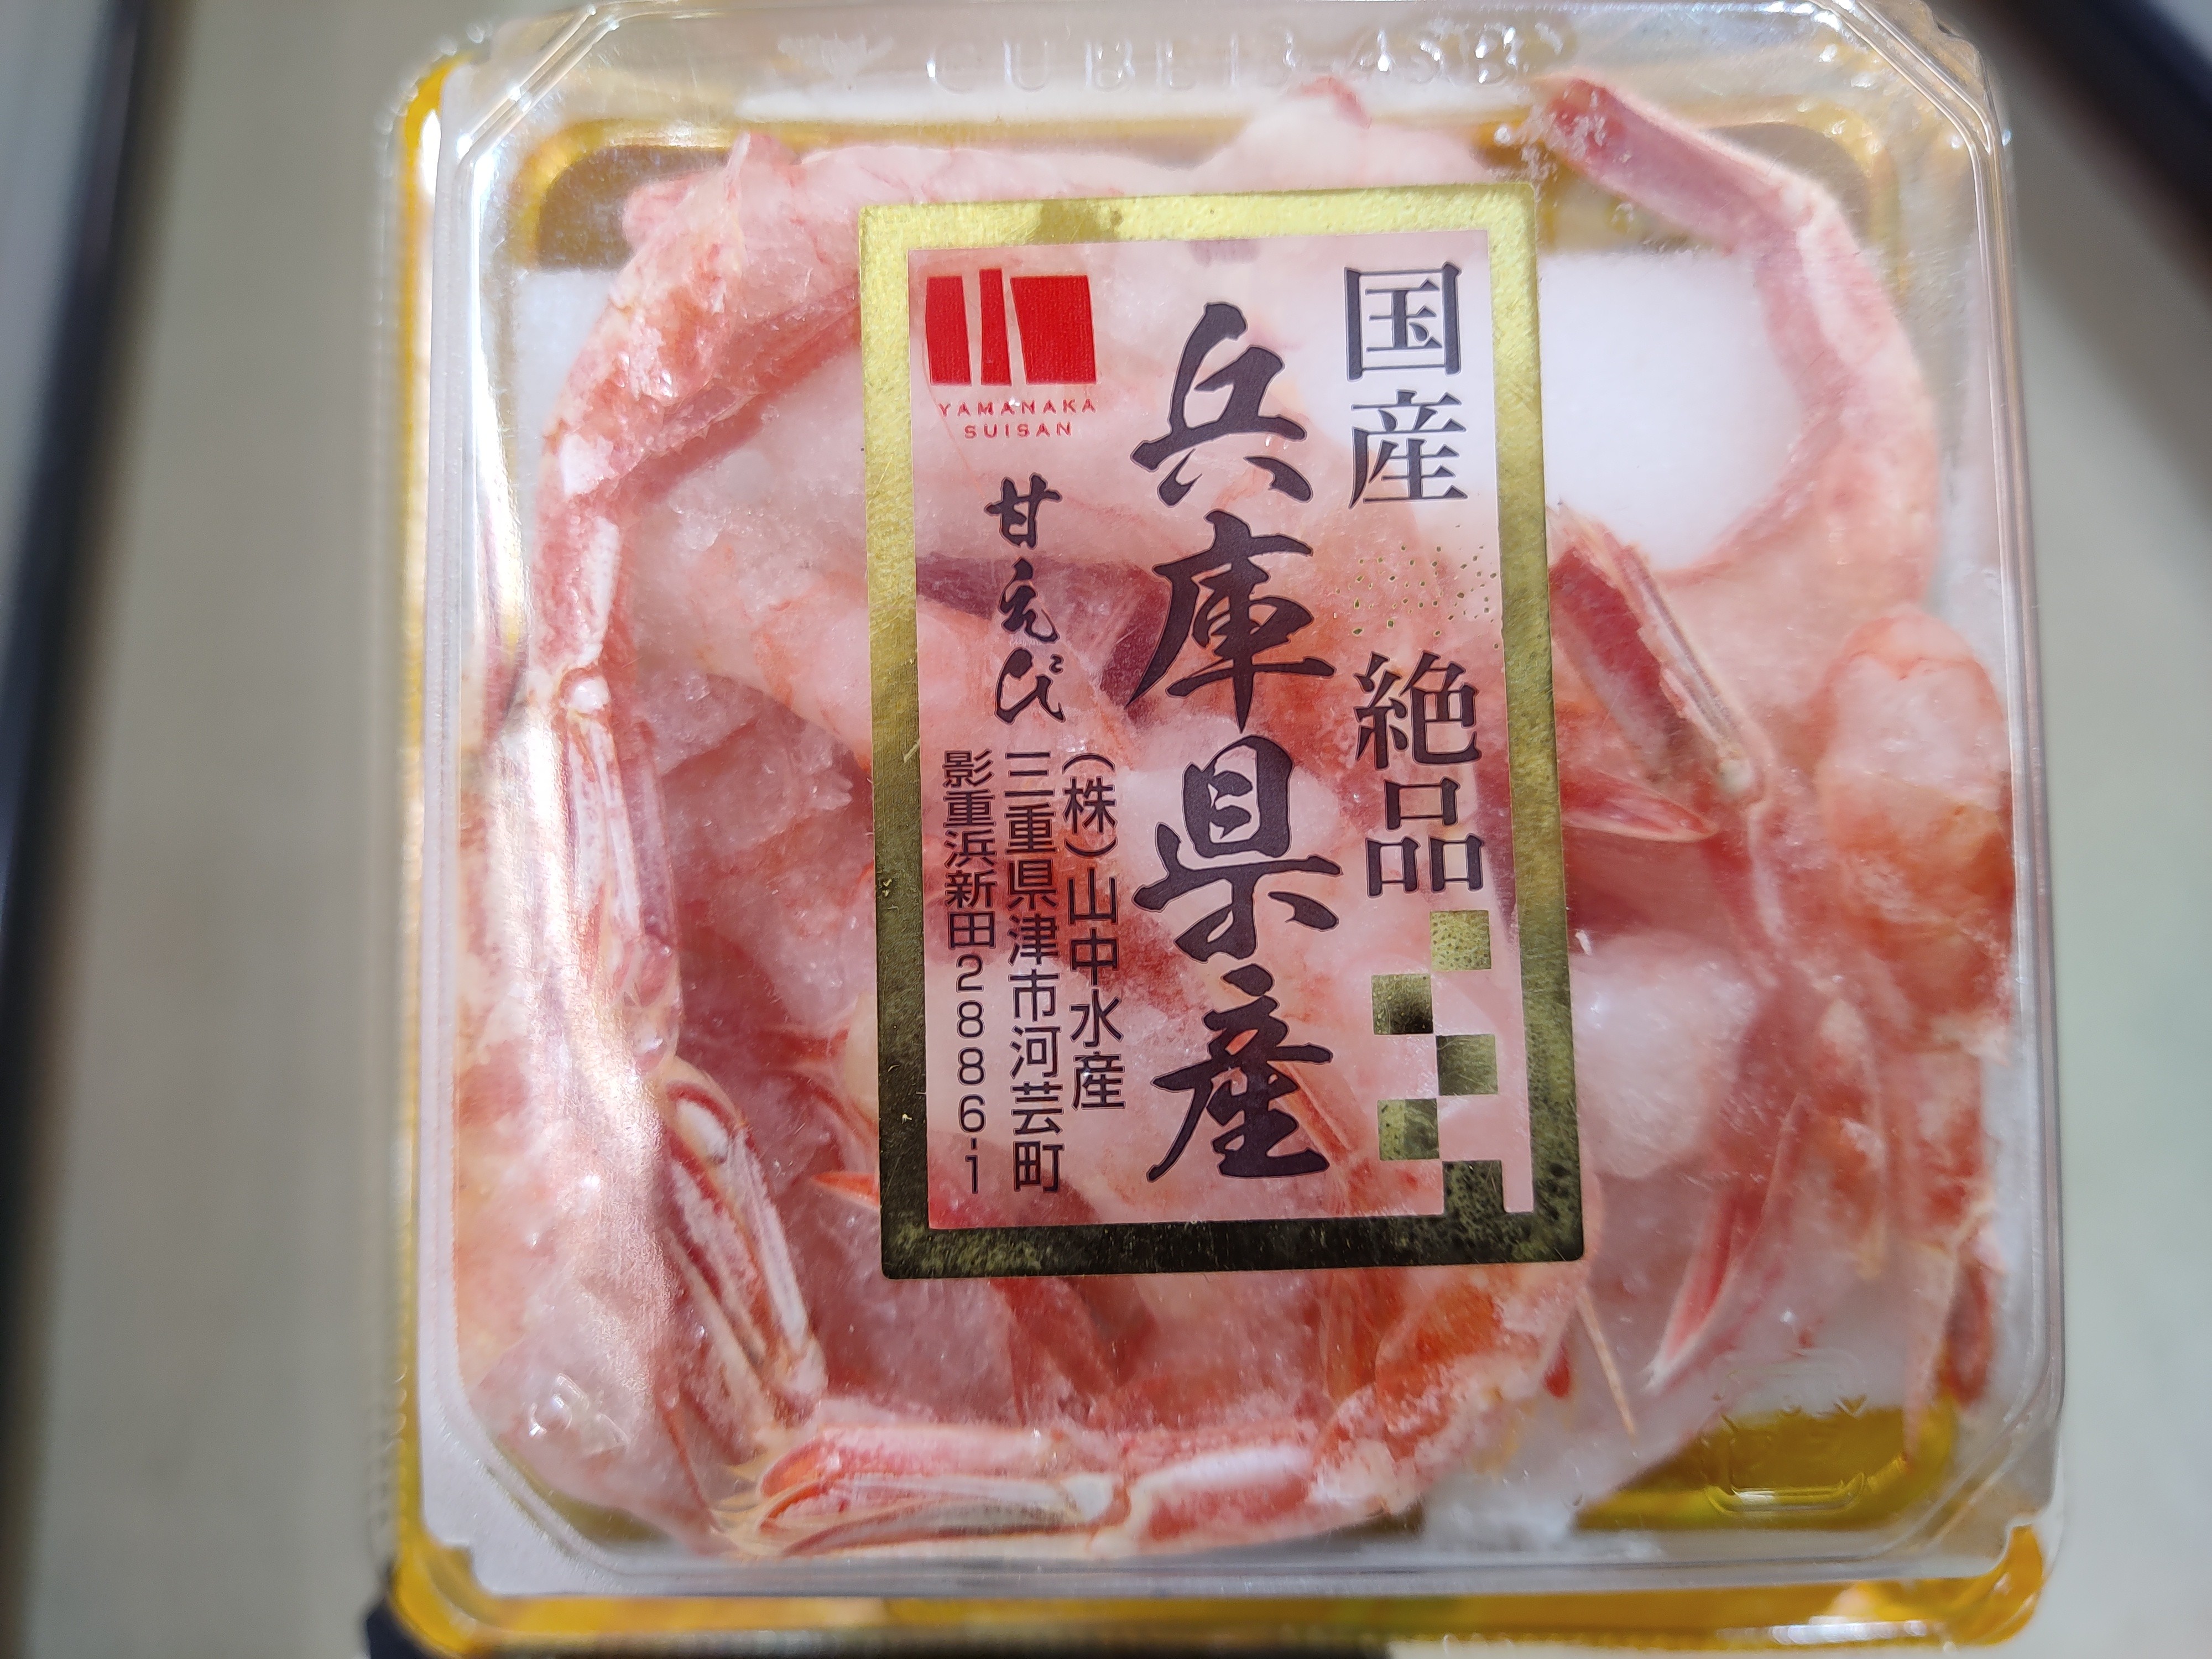 国産 絶品
兵庫県産
YAMANAKA
SUISAN
甘えび
(株)山中水産
三重県津市河芸町
影重浜新田2886-1